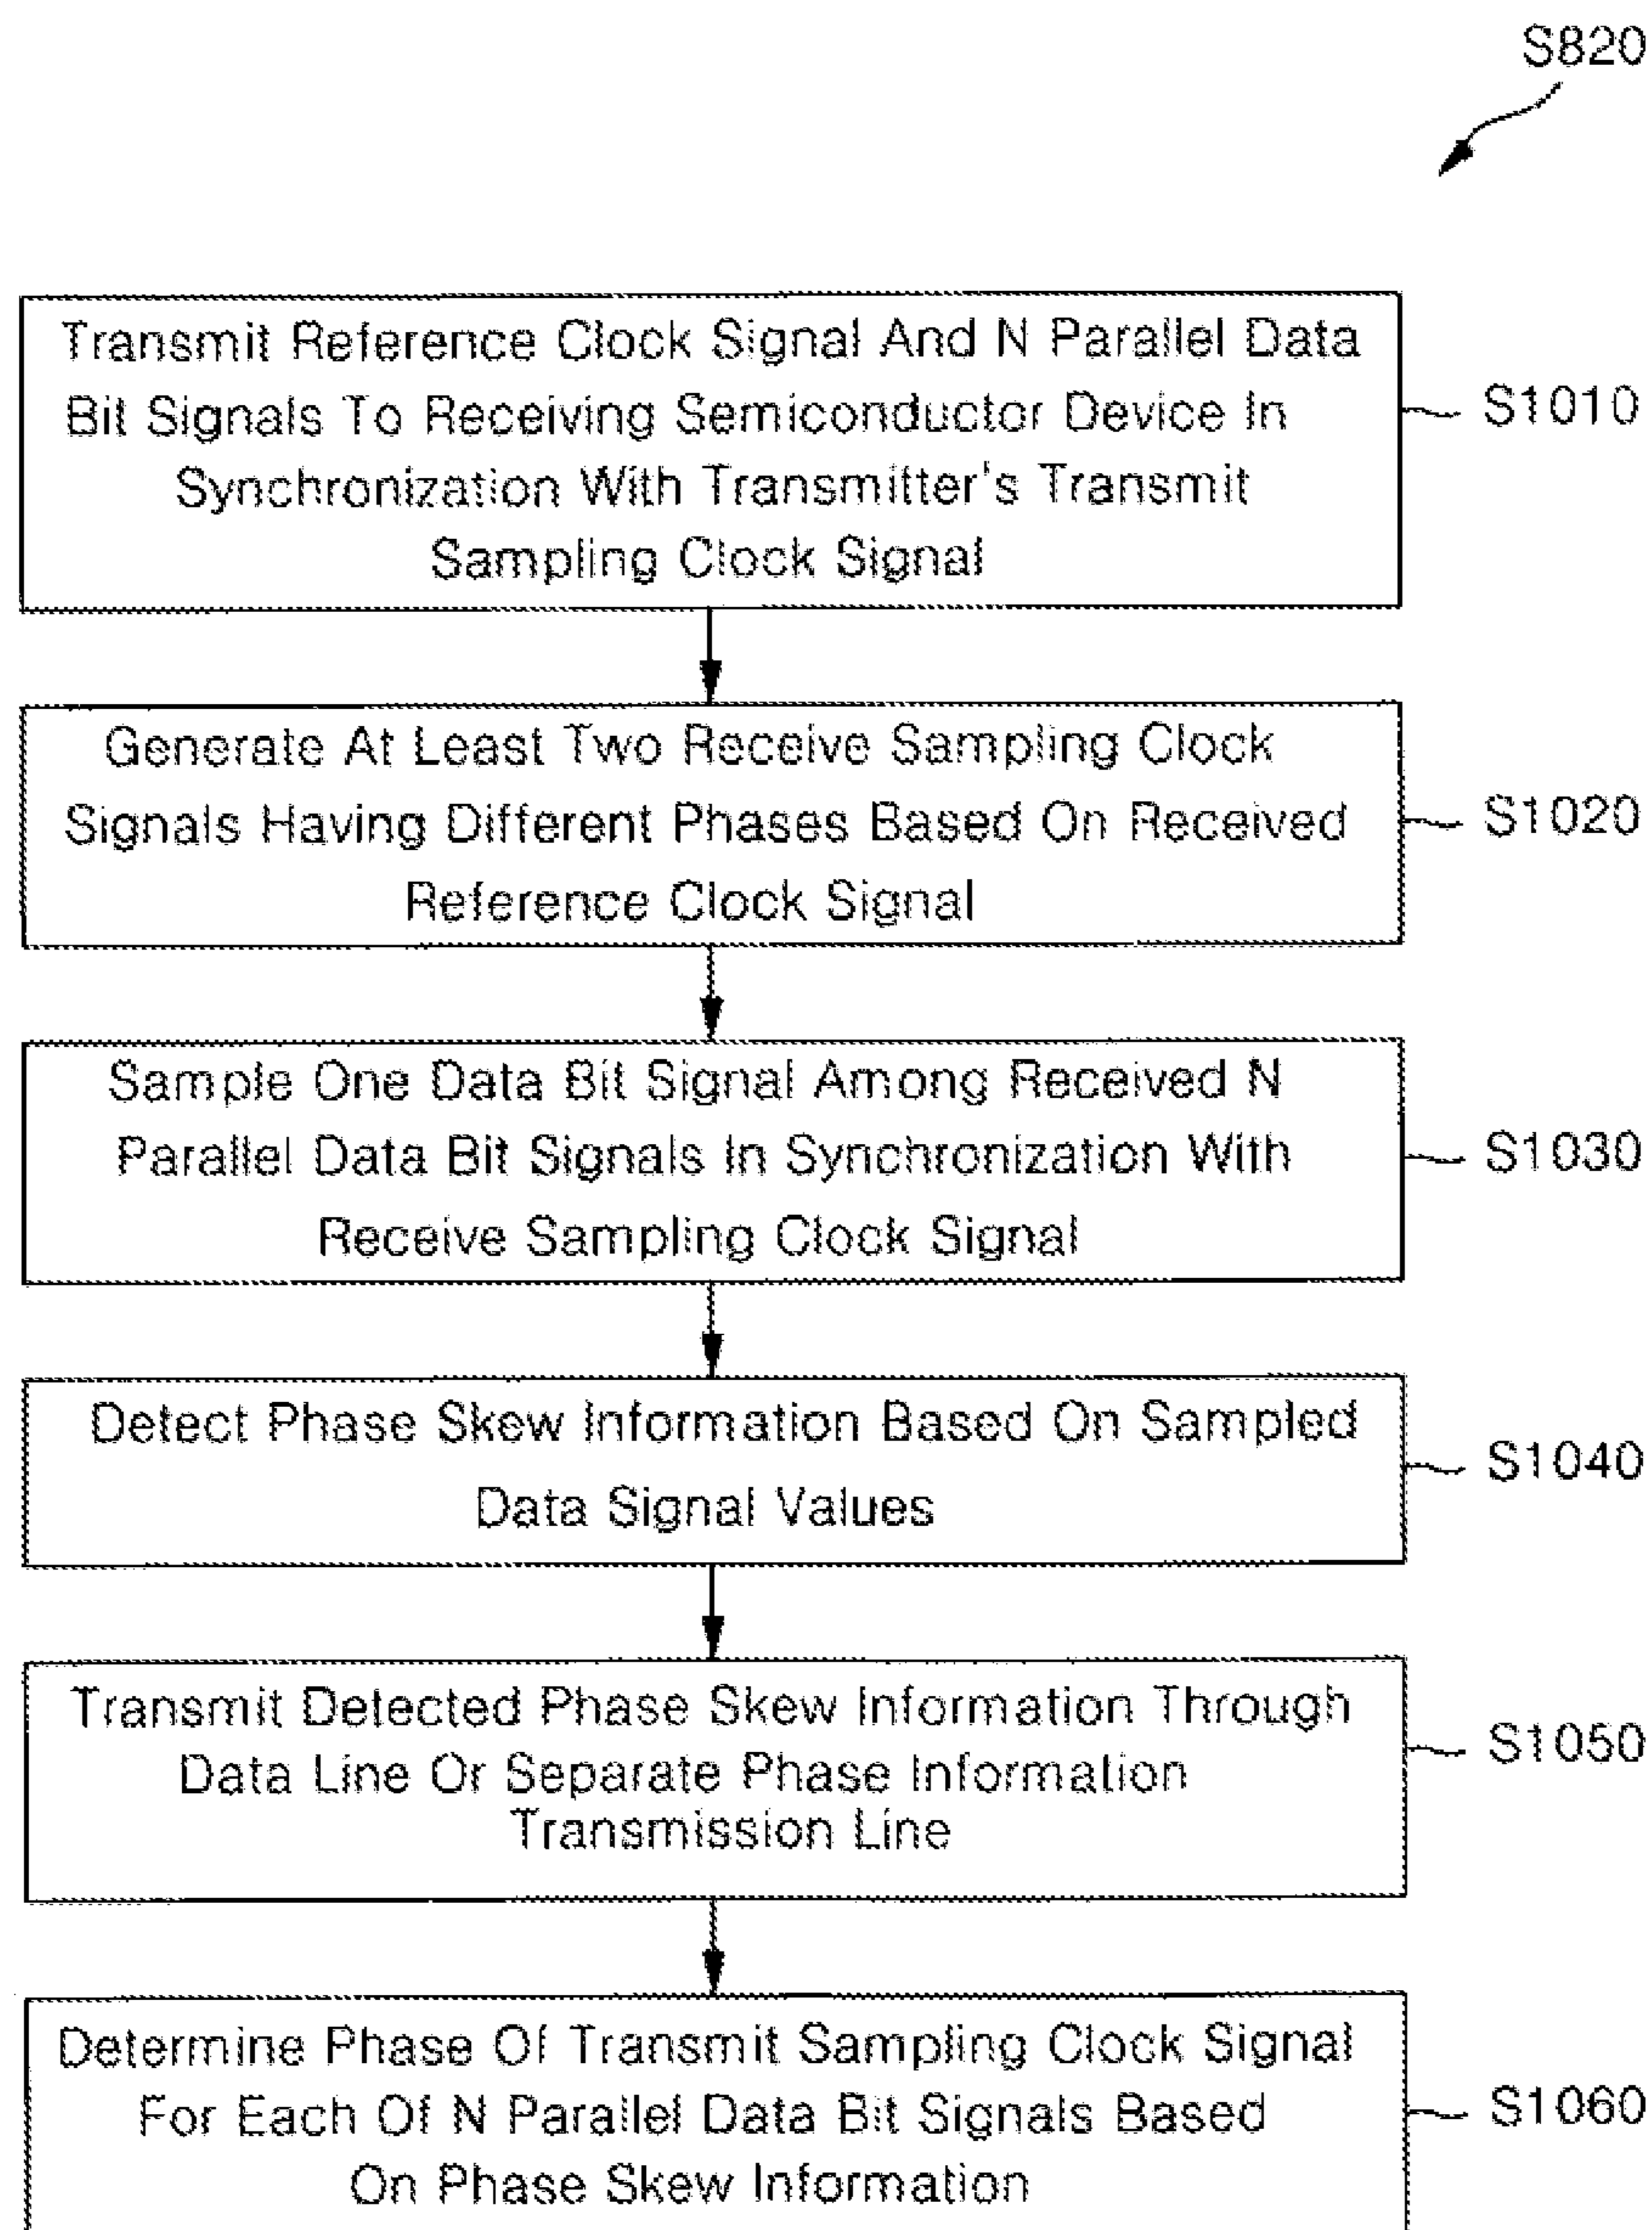 S820
Transmit Reference Clock Signal And N Parallel Data
Bit Signals To Receiving Semiconductor Device In
Synchronization With Transmitter's Transmit
Sampling Clock Signal
S1010
Generate At Least Two Receive Sampling Clock
Signals Having Different Phases Based On Received
Reference Clock Signal
S1020
Sample One Data Bit Signal Among Received N
Parallel Data Bit Signals In Synchronization With
Receive Sampling Clock Signal
S1030
Detect Phase Skew Information Based On Sampled
Data Signal Values
S1040
Transmit Detected Phase Skew Information Through
Data Line Or Separate Phase Information
Transmission Line
S1050
Determine Phase Of Transmit Sampling Clock Signal
For Each Of N Parallel Data Bit Signals Based
On Phase Skew Information
S1060